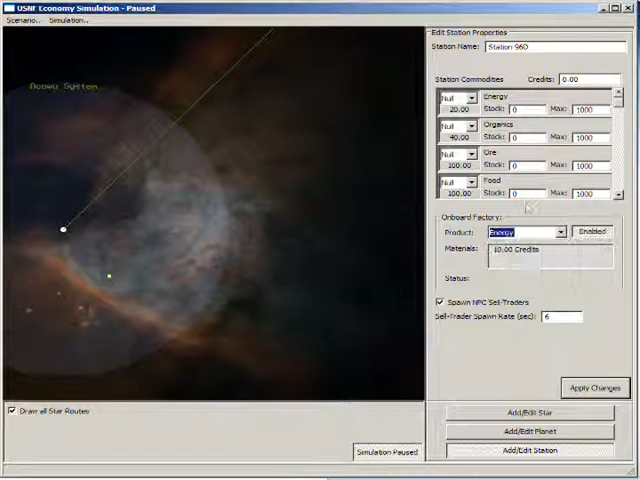 USNF Economy Simulation - Paused
Scenario.. Simulation..
Acowu System
Edit Station Properties
Station Name: Station 96D
Station Commodities Credits: 0.00
Null Energy
20.00 Stock: 0 Max: 1000
Null Organics
40.00 Stock: 0 Max: 1000
Null Ore
100.00 Stock: 0 Max: 1000
Null Food
100.00 Stock: 0 Max: 1000
Onboard Factory:
Product: Energy Enabled
Materials: 10.00 Credits
Status:
Spawn NPC Sell-Traders
Sell-Trader Spawn Rate (sec): 6
Apply Changes
Draw all Star Routes
Add/Edit Star
Add/Edit Planet
Simulation Paused
Add/Edit Station